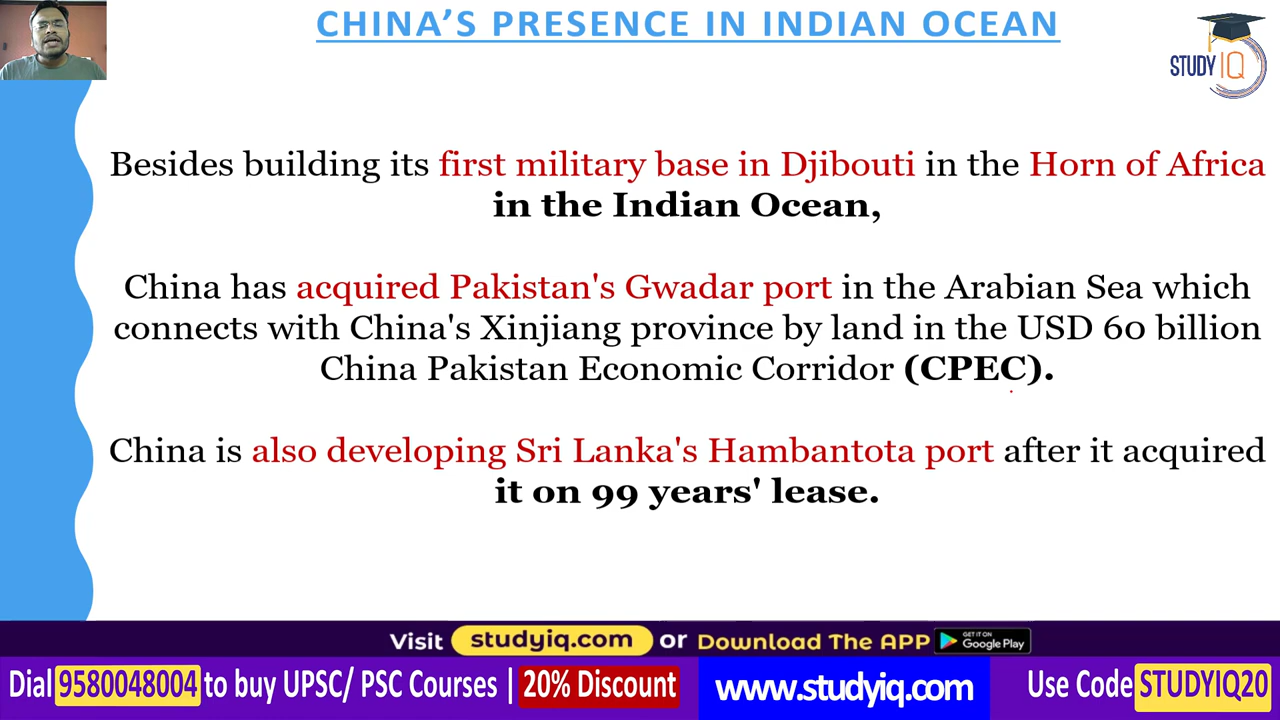 CHINA'S PRESENCE IN INDIAN OCEAN
STUDY IQ
Besides building its first military base in Djibouti in the Horn of Africa
in the Indian Ocean,
China has acquired Pakistan's Gwadar port in the Arabian Sea which
connects with China's Xinjiang province by land in the USD 60 billion
China Pakistan Economic Corridor (CPEC).
China is also developing Sri Lanka's Hambantota port after it acquired
it on 99 years' lease.
Visit studyiq.com or Download The APP GET IT ON Google Play
Dial 9580048004 to buy UPSC/ PSC Courses | 20% Discount www.studyiq.com Use Code STUDYIQ20